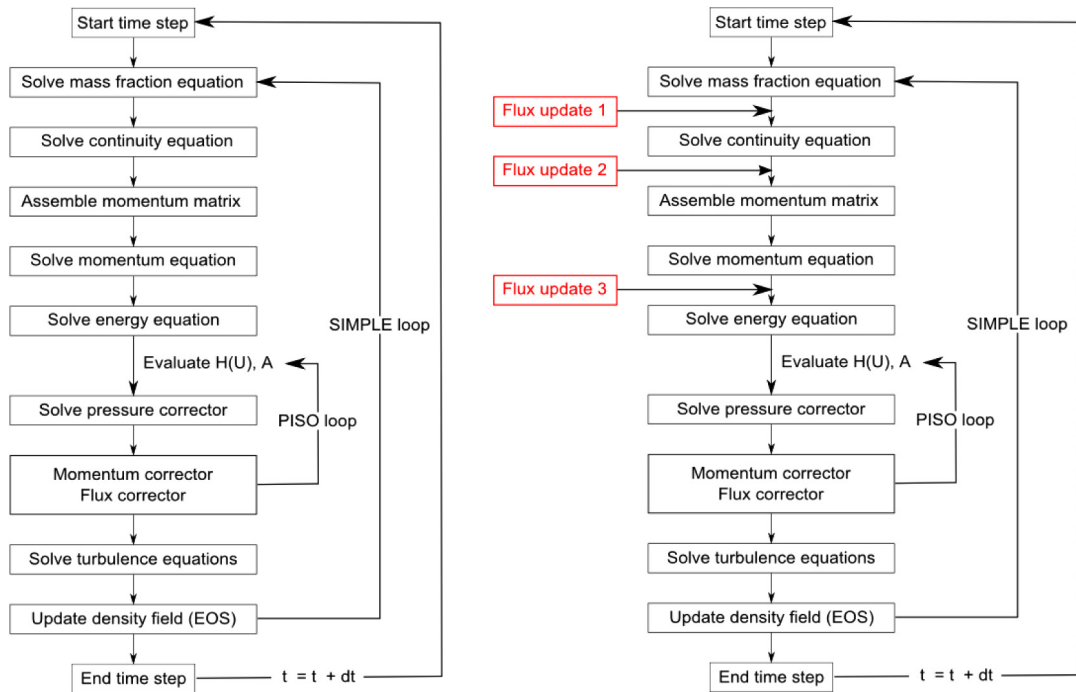 Start time step
Solve mass fraction equation
Solve continuity equation
Assemble momentum matrix
Solve momentum equation
Solve energy equation
SIMPLE loop
Evaluate H(U), A
Solve pressure corrector
PISO loop
Momentum corrector
Flux corrector
Solve turbulence equations
Update density field (EOS)
End time step
t = t + dt
Start time step
Solve mass fraction equation
Flux update 1
Solve continuity equation
Flux update 2
Assemble momentum matrix
Solve momentum equation
Flux update 3
Solve energy equation
SIMPLE loop
Evaluate H(U), A
Solve pressure corrector
PISO loop
Momentum corrector
Flux corrector
Solve turbulence equations
Update density field (EOS)
End time step
t = t + dt